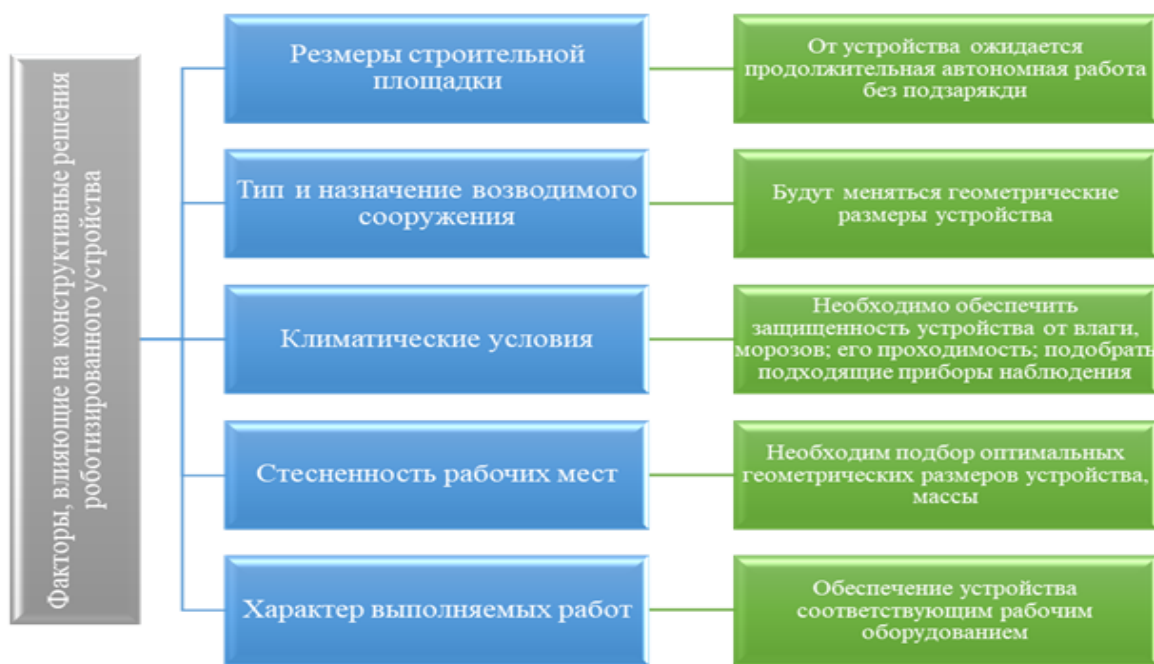 Факторы, влияющие на конструктивные решения
роботизированного устройства
Резмеры строительной
площадки
От устройства ожидается
продолжительная автономная работа
без подзарякди
Тип и назначение возводимого
сооружения
Будут меняться геометрические
размеры устройства
Климатические условия
Необходимо обеспечить
защищенность устройства от влаги,
морозов; его проходимость; подобрать
подходящие приборы наблюдения
Стесненность рабочих мест
Необходим подбор оптимальных
геометрических размеров устройства,
массы
Характер выполняемых работ
Обеспечение устройства
соответствующим рабочим
оборудованием